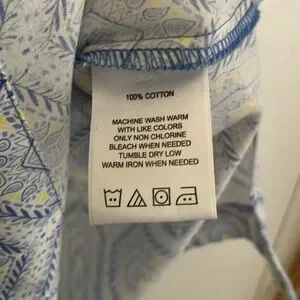 100% COTTON
MACHINE WASH WARM
WITH LIKE COLORS
ONLY NON CHLORINE
BLEACH WHEN NEEDED
TUMBLE DRY LOW
WARM IRON WHEN NEEDED